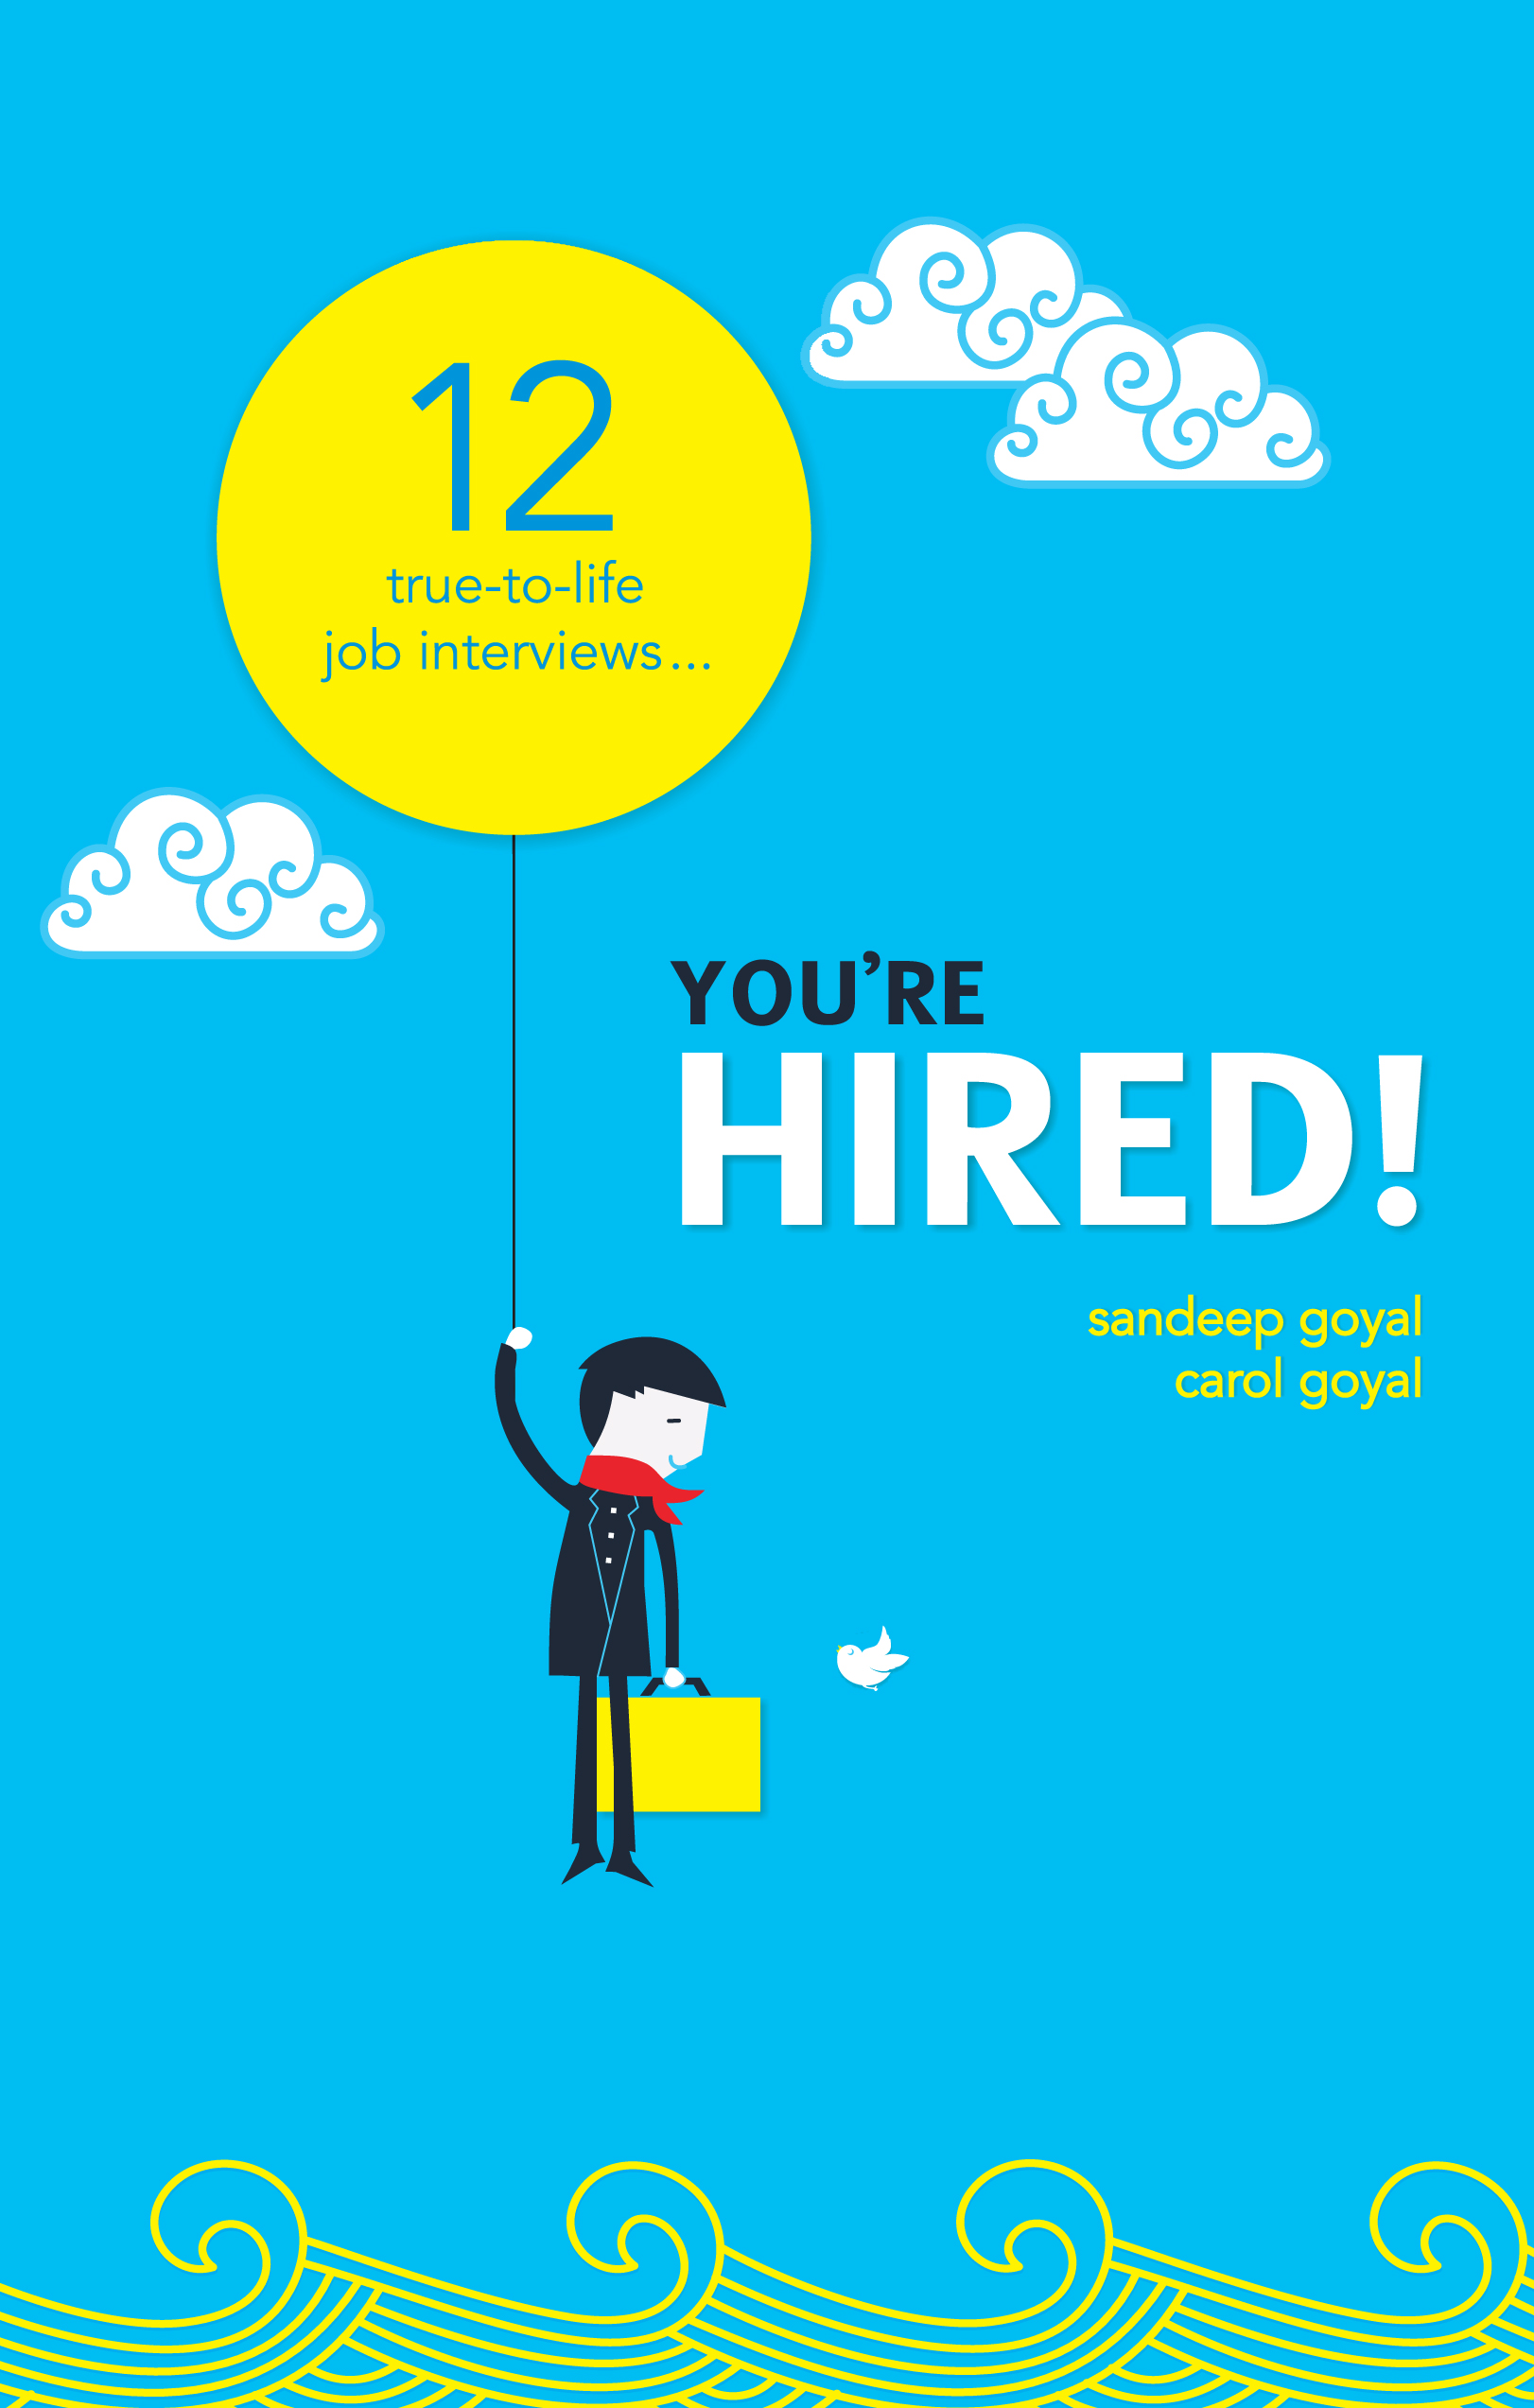 12
true-to-life
job interviews...
YOU'RE
HIRED!
sandeep goyal
carol goyal